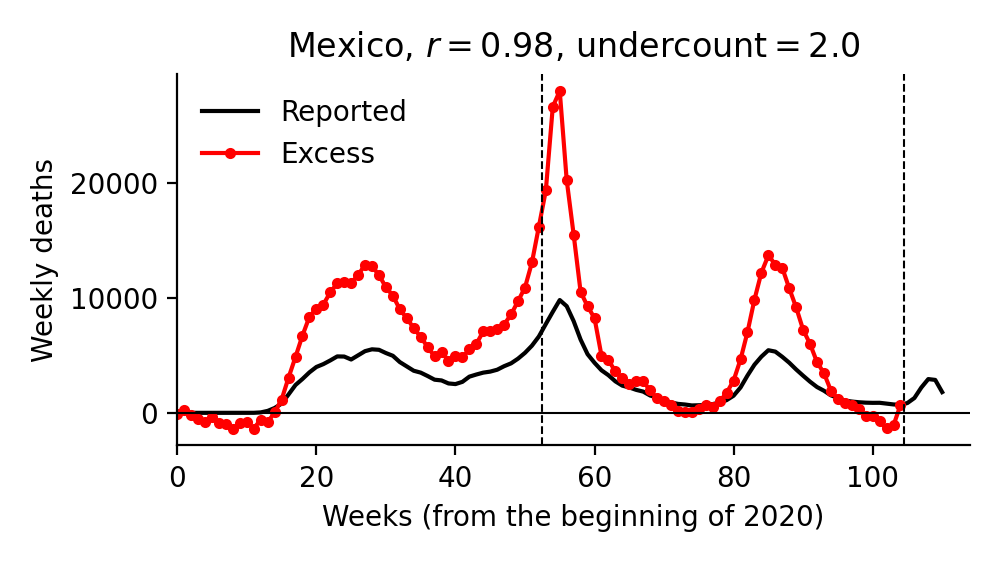 Mexico, r = 0.98, undercount = 2.0
Reported
Excess
Weekly deaths
20000
10000
0
0 20 40 60 80 100
Weeks (from the beginning of 2020)